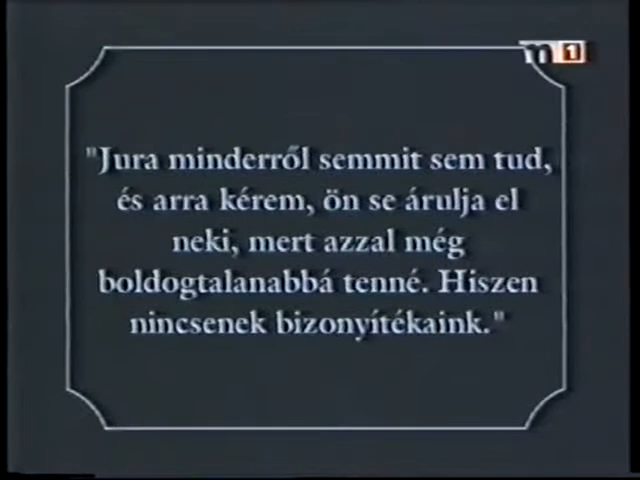 m1
"Jura minderről semmit sem tud,
és arra kérem, ön se árulja el
neki, mert azzal még
boldogtalanabbá tenné. Hiszen
nincsenek bizonyítékaink."